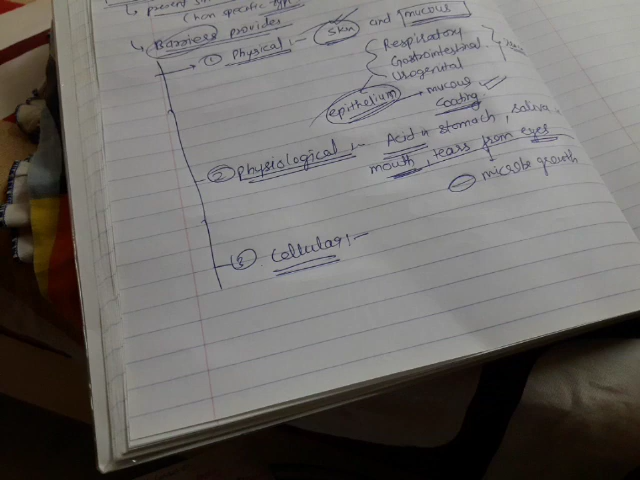 ↳ present
(Non specific type)
↳ Barriers provides
→ ① Physical :- Skin and mucous
Respiratory
Gastrointestinal
Urogenital
epithelium → mucous ✓
Coating
② Physiological :- Acid in stomach, saliva
mouth, tears from eyes
↓
⊖ microbe growth
③ Cellular :-